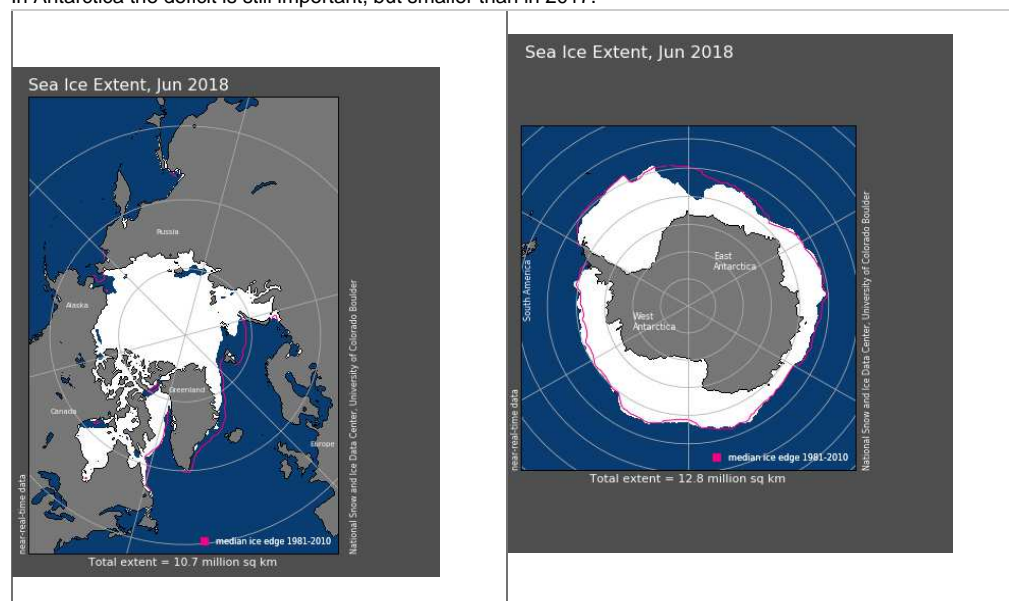 in Antarctica the deficit is still important, but smaller than in 2017.
Sea Ice Extent, Jun 2018
Russia
Alaska
Greenland
Canada
Europe
near-real-time data
National Snow and Ice Data Center, University of Colorado Boulder
median ice edge 1981-2010
Total extent = 10.7 million sq km
Sea Ice Extent, Jun 2018
East
Antarctica
West
Antarctica
South America
near-real-time data
National Snow and Ice Data Center, University of Colorado Boulder
median ice edge 1981-2010
Total extent = 12.8 million sq km